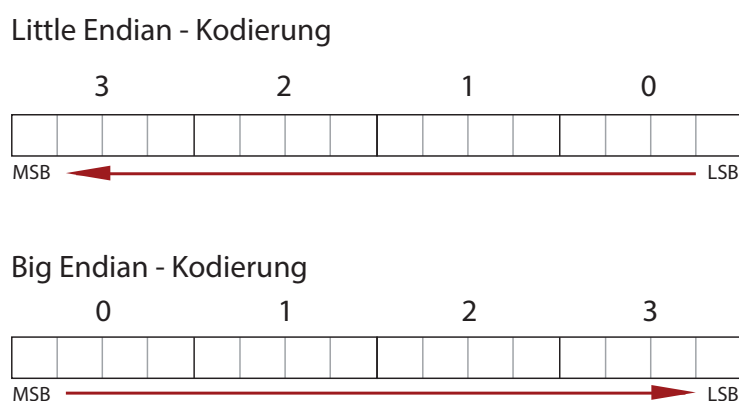 Little Endian - Kodierung
3 2 1 0
MSB LSB
Big Endian - Kodierung
0 1 2 3
MSB LSB